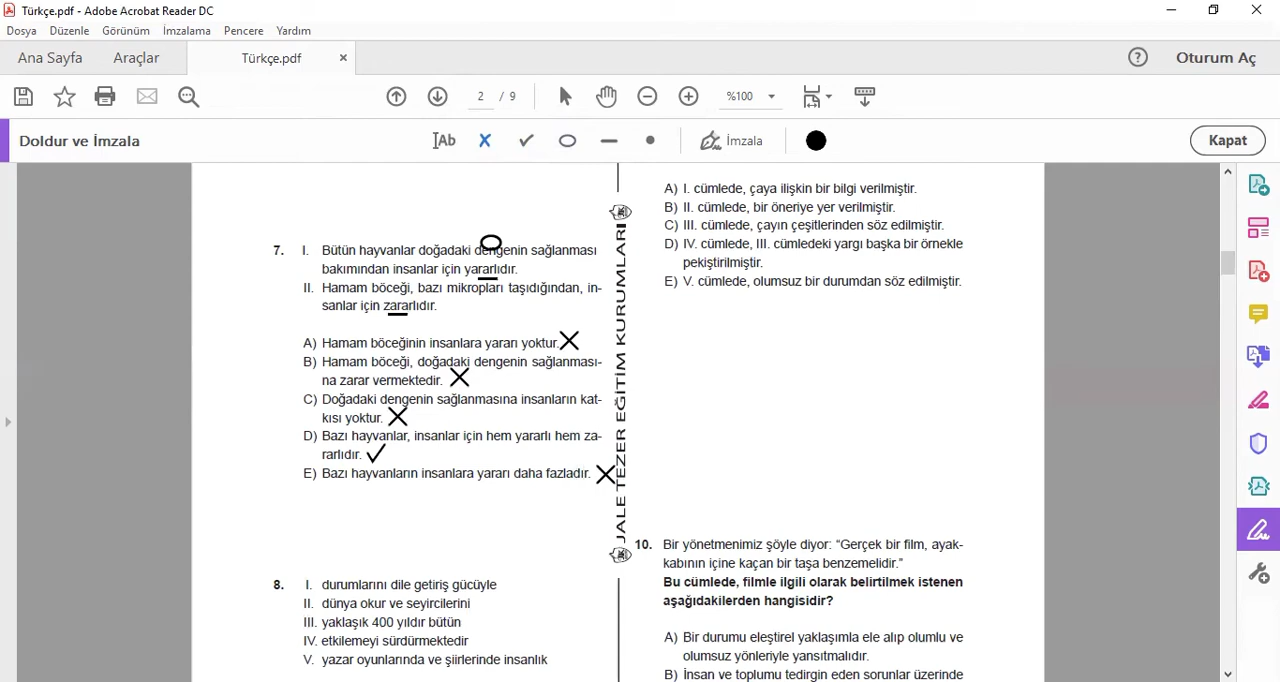 Türkçe.pdf - Adobe Acrobat Reader DC
Dosya Düzenle Görünüm İmzalama Pencere Yardım
Ana Sayfa Araçlar Türkçe.pdf × ? Oturum Aç
2 / 9 %100
Doldur ve İmzala IAb İmzala Kapat
7. I. Bütün hayvanlar doğadaki dengenin sağlanması
bakımından insanlar için yararlıdır.
II. Hamam böceği, bazı mikropları taşıdığından, in-
sanlar için zararlıdır.
A) Hamam böceğinin insanlara yararı yoktur.
B) Hamam böceği, doğadaki dengenin sağlanması-
na zarar vermektedir.
C) Doğadaki dengenin sağlanmasına insanların kat-
kısı yoktur.
D) Bazı hayvanlar, insanlar için hem yararlı hem za-
rarlıdır.
E) Bazı hayvanların insanlara yararı daha fazladır.
8. I. durumlarını dile getiriş gücüyle
II. dünya okur ve seyircilerini
III. yaklaşık 400 yıldır bütün
IV. etkilemeyi sürdürmektedir
V. yazar oyunlarında ve şiirlerinde insanlık
JALE TEZER EĞİTİM KURUMLARI
A) I. cümlede, çaya ilişkin bir bilgi verilmiştir.
B) II. cümlede, bir öneriye yer verilmiştir.
C) III. cümlede, çayın çeşitlerinden söz edilmiştir.
D) IV. cümlede, III. cümledeki yargı başka bir örnekle
pekiştirilmiştir.
E) V. cümlede, olumsuz bir durumdan söz edilmiştir.
10. Bir yönetmenimiz şöyle diyor: “Gerçek bir film, ayak-
kabının içine kaçan bir taşa benzemelidir.”
Bu cümlede, filmle ilgili olarak belirtilmek istenen
aşağıdakilerden hangisidir?
A) Bir durumu eleştirel yaklaşımla ele alıp olumlu ve
olumsuz yönleriyle yansıtmalıdır.
B) İnsan ve toplumu tedirgin eden sorunlar üzerinde